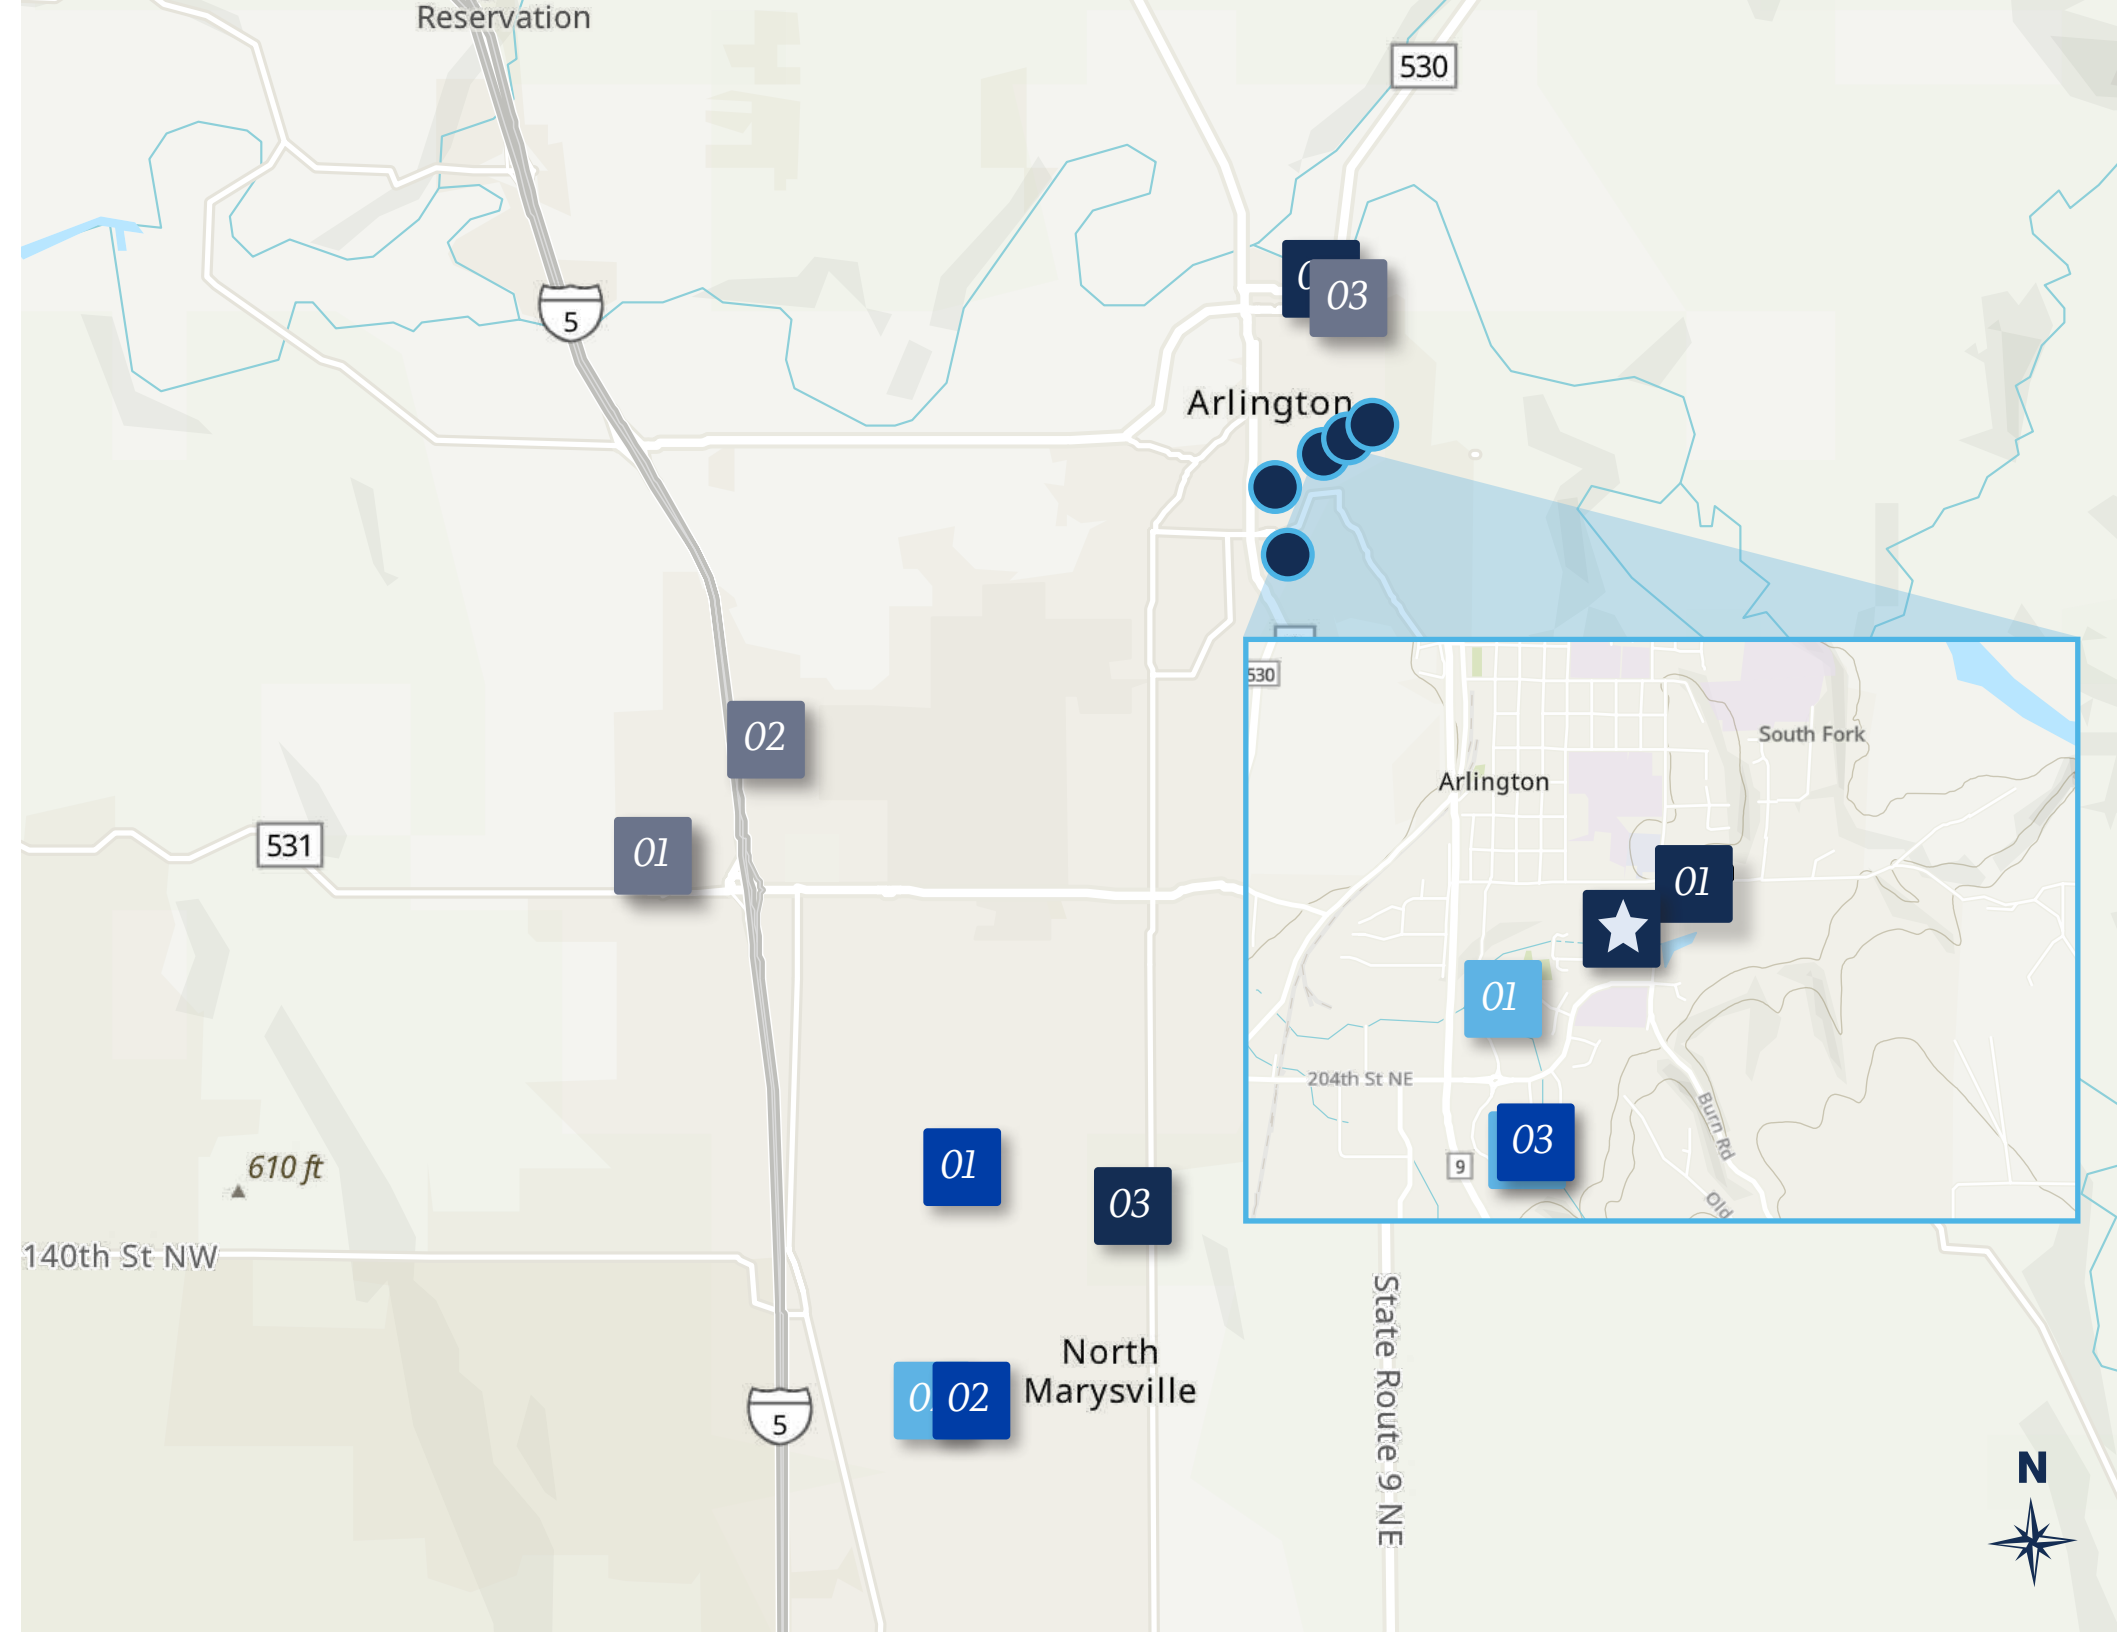 Reservation
530
5
03
Arlington
530
South Fork
Arlington
02
531
01
01
01
204th St NE
03
Burn Rd
9
Old
610 ft
01
03
140th St NW
State Route 9 NE
North
Marysville
02
5
N